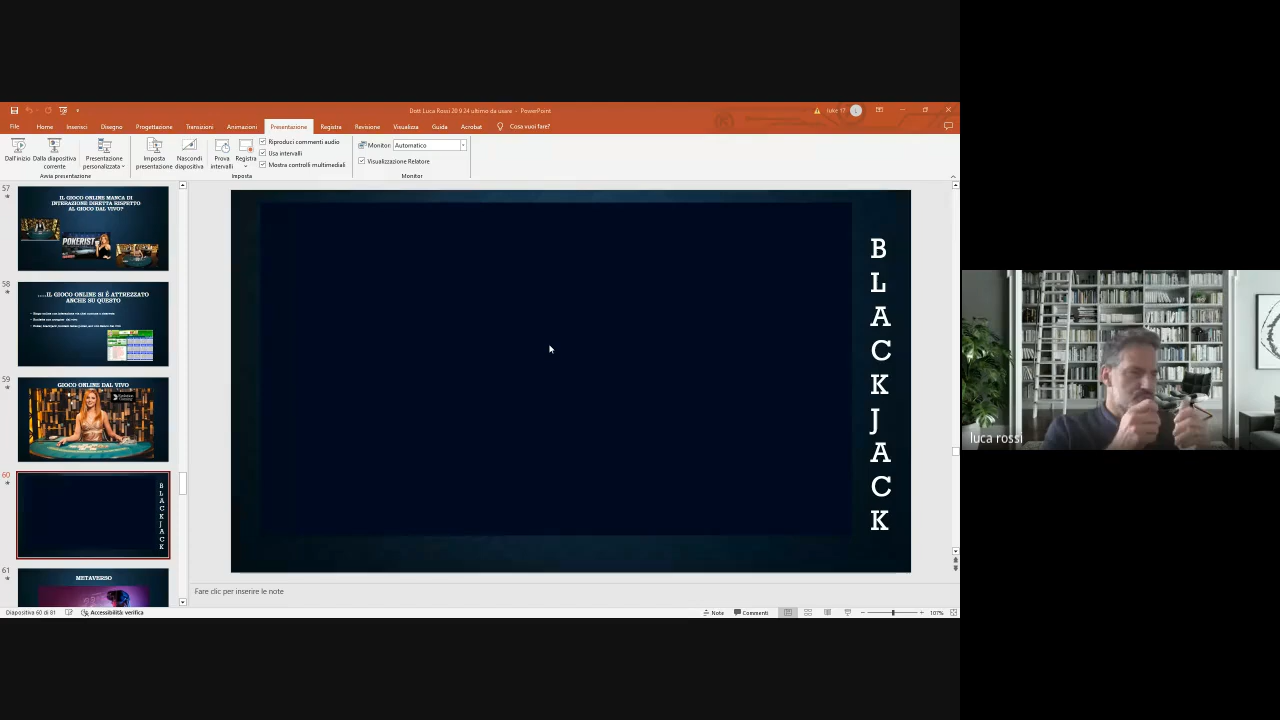 Dott Luca Rossi 20 9 24 ultimo da usare - PowerPoint
luke 17
L
File Home Inserisci Disegno Progettazione Transizioni Animazioni Presentazione Registra Revisione Visualizza Guida Acrobat Cosa vuoi fare?
Dall'inizio
Dalla diapositiva corrente
Presentazione personalizzata
Avvia presentazione
Imposta presentazione
Nascondi diapositiva
Prova intervalli
Registra
Riproduci commenti audio
Usa intervalli
Mostra controlli multimediali
Imposta
Monitor: Automatico
Visualizzazione Relatore
Monitor
57
IL GIOCO ONLINE MANCA DI
INTERAZIONE DIRETTA RISPETTO
AL GIOCO DAL VIVO?
POKERIST
58
....IL GIOCO ONLINE SI È ATTREZZATO
ANCHE SU QUESTO
59
GIOCO ONLINE DAL VIVO
Evolution
Gaming
60
B
L
A
C
K
J
A
C
K
61
METAVERSO
B
L
A
C
K
J
A
C
K
Fare clic per inserire le note
Diapositiva 60 di 81 Accessibilità: verifica Note Commenti 107%
luca rossi